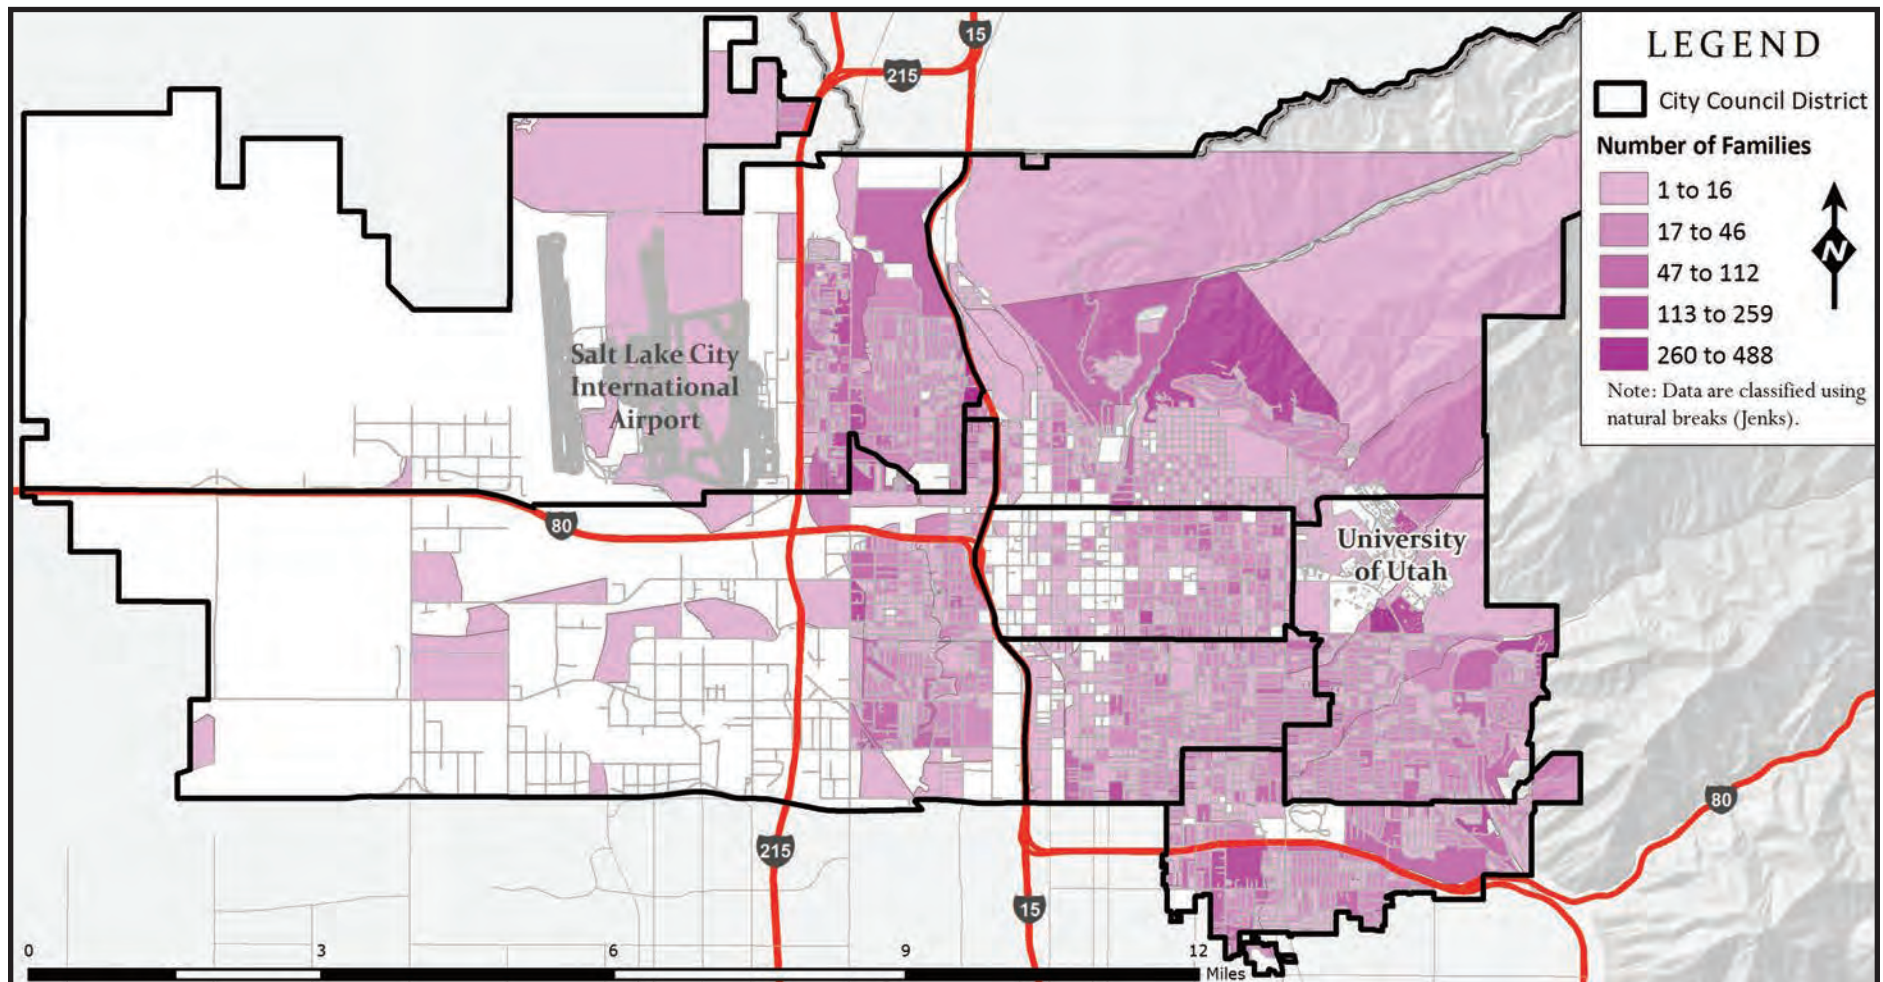 LEGEND
City Council District
Number of Families
1 to 16
17 to 46
47 to 112
113 to 259
260 to 488
Note: Data are classified using
natural breaks (Jenks).
N
15
215
Salt Lake City
International
Airport
80
University
of Utah
80
215
15
0 3 6 9 12
Miles